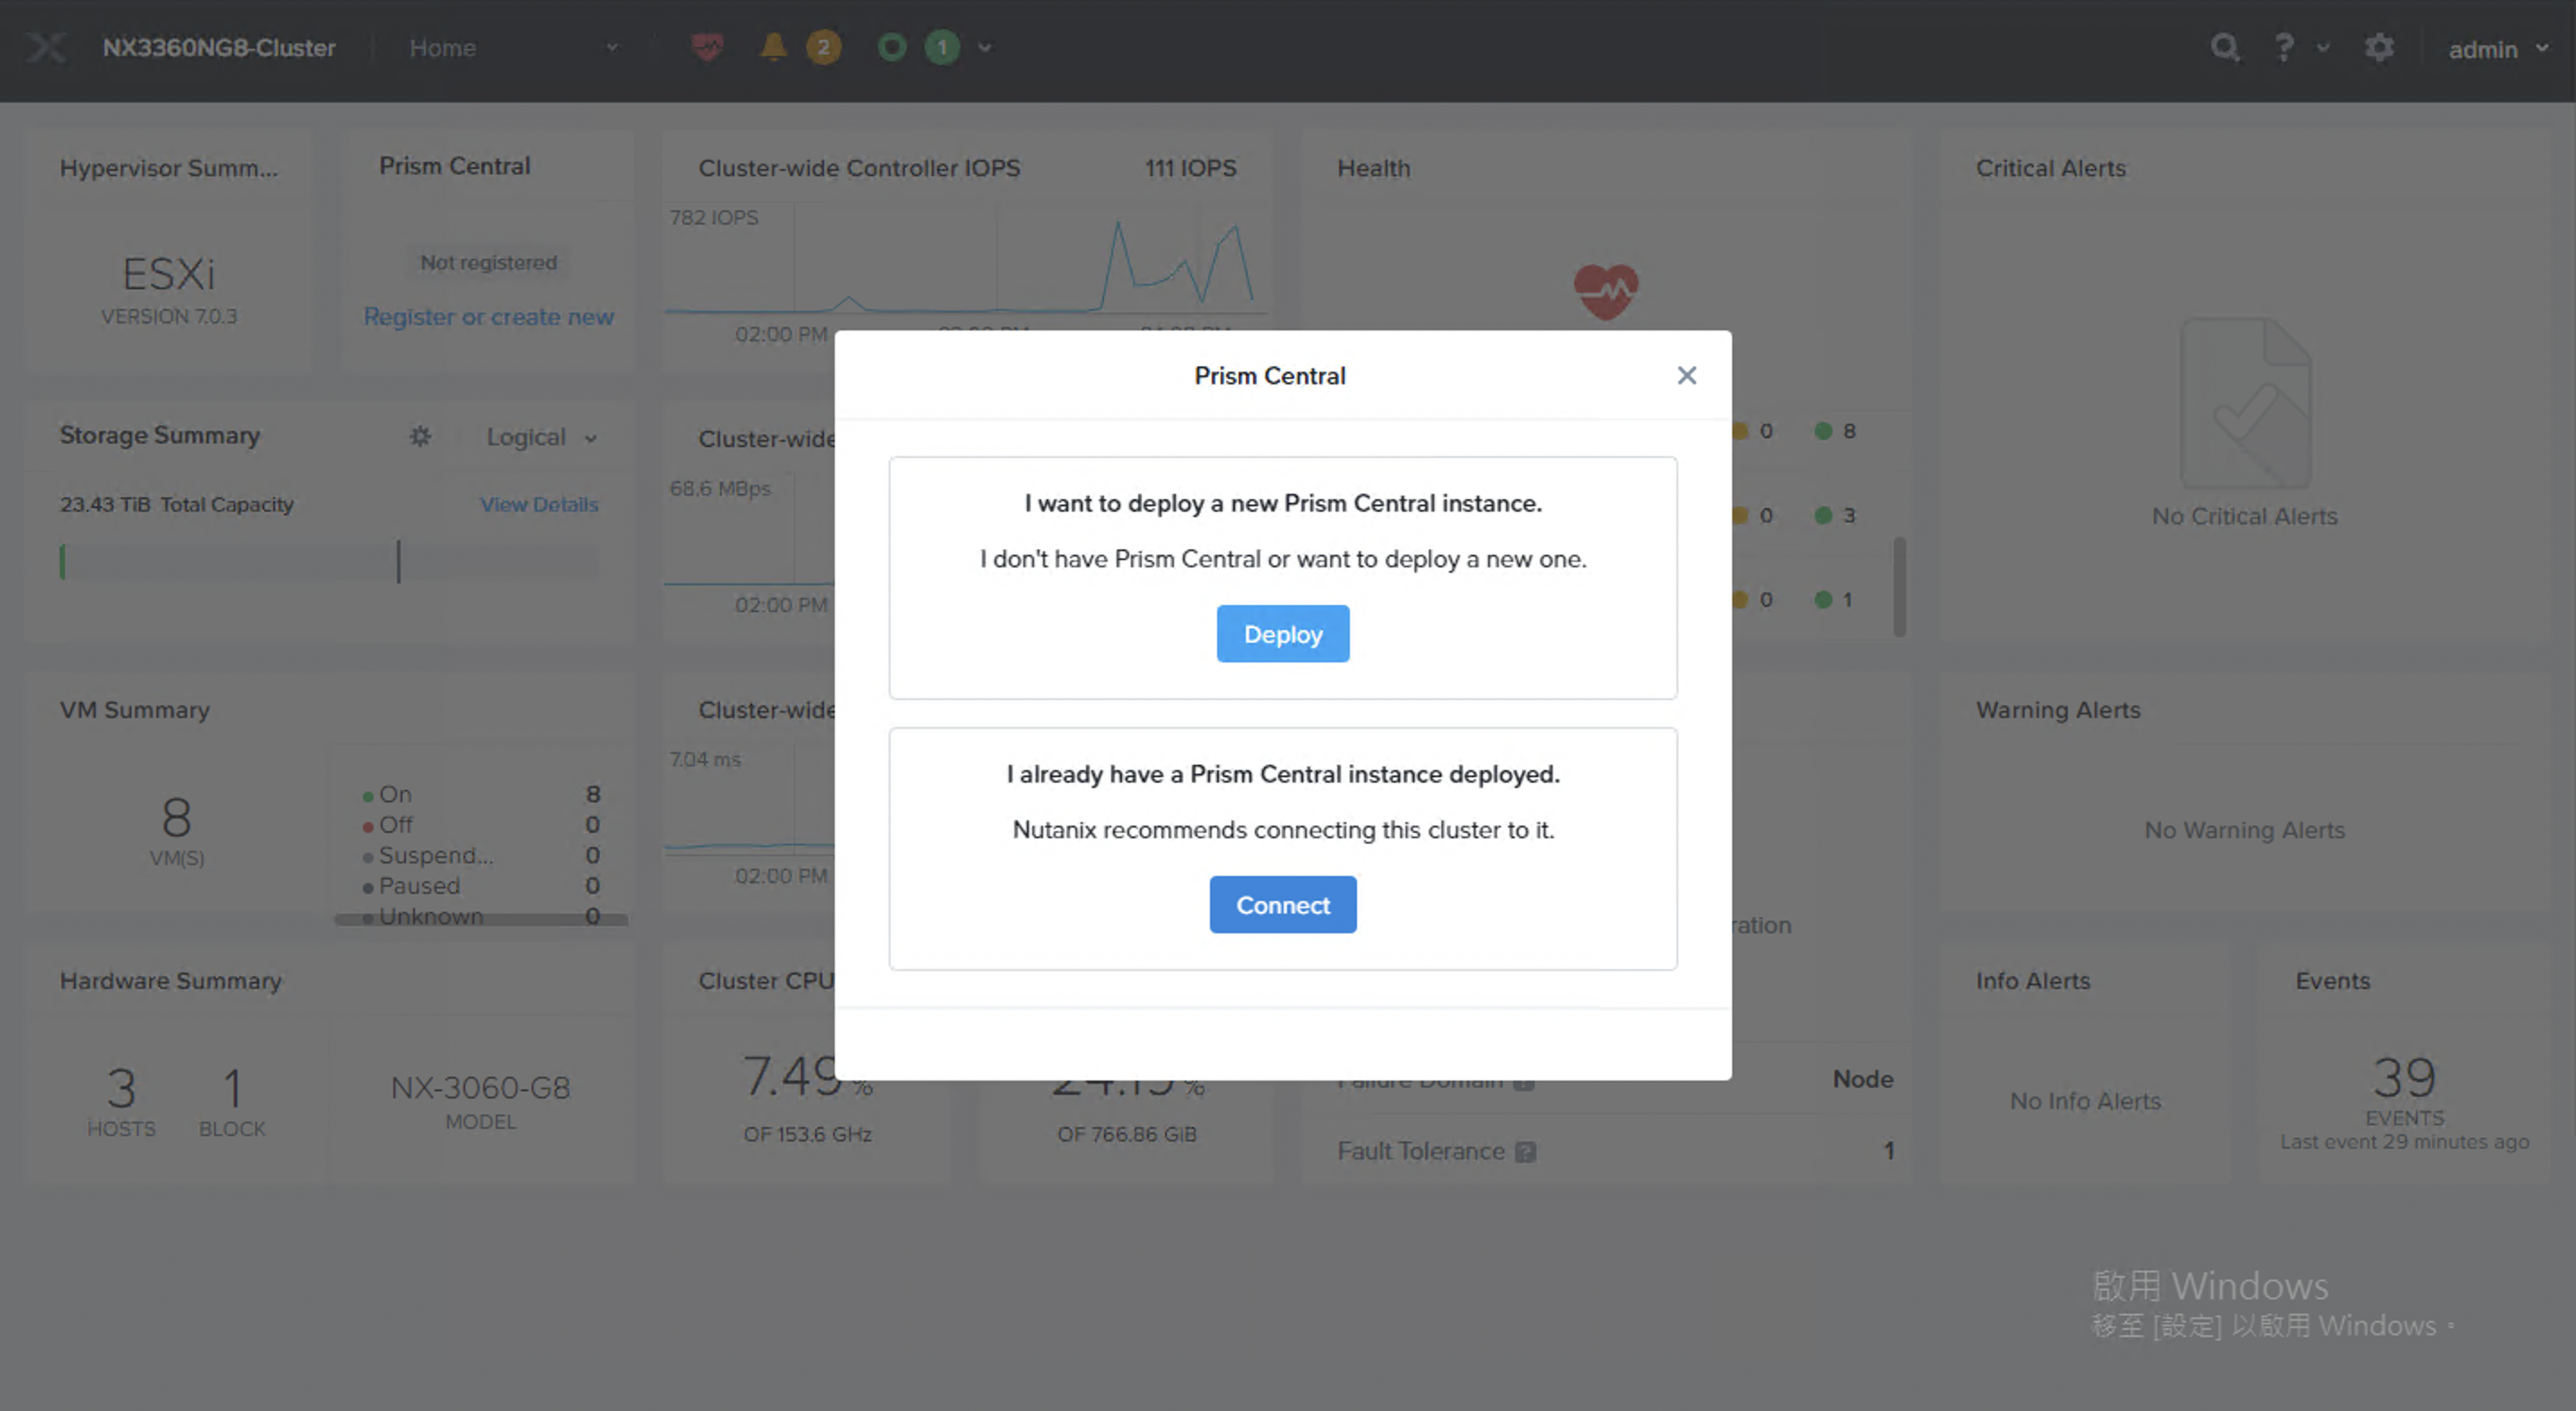 NX3360NG8-Cluster
Home
2
1
?
admin
Hypervisor Summ...
ESXi
VERSION 7.0.3
Prism Central
Not registered
Register or create new
Cluster-wide Controller IOPS
111 IOPS
782 IOPS
02:00 PM
Health
Critical Alerts
No Critical Alerts
Storage Summary
Logical
23.43 TiB Total Capacity
View Details
Cluster-wide
68.6 MBps
02:00 PM
0
8
0
3
0
1
Prism Central
I want to deploy a new Prism Central instance.
I don't have Prism Central or want to deploy a new one.
Deploy
I already have a Prism Central instance deployed.
Nutanix recommends connecting this cluster to it.
Connect
VM Summary
8
VM(S)
On 8
Off 0
Suspend... 0
Paused 0
Unknown 0
Cluster-wide
7.04 ms
02:00 PM
ration
Warning Alerts
No Warning Alerts
Hardware Summary
3
HOSTS
1
BLOCK
NX-3060-G8
MODEL
Cluster CPU
7.49%
OF 153.6 GHz
%
OF 766.86 GiB
Failure Domain ?
Node
Fault Tolerance ?
1
Info Alerts
No Info Alerts
Events
39
EVENTS
Last event 29 minutes ago
啟用 Windows
移至 [設定] 以啟用 Windows。